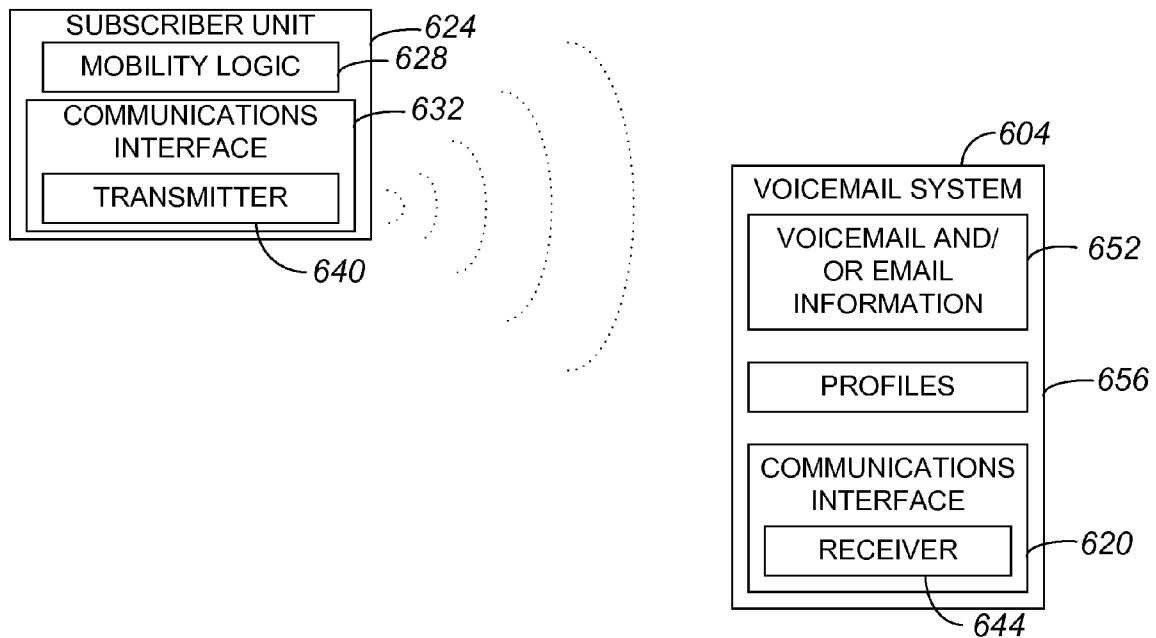 SUBSCRIBER UNIT
624
MOBILITY LOGIC
628
COMMUNICATIONS
INTERFACE
632
TRANSMITTER
640
604
VOICEMAIL SYSTEM
VOICEMAIL AND/
OR EMAIL
INFORMATION
652
PROFILES
656
COMMUNICATIONS
INTERFACE
RECEIVER
620
644